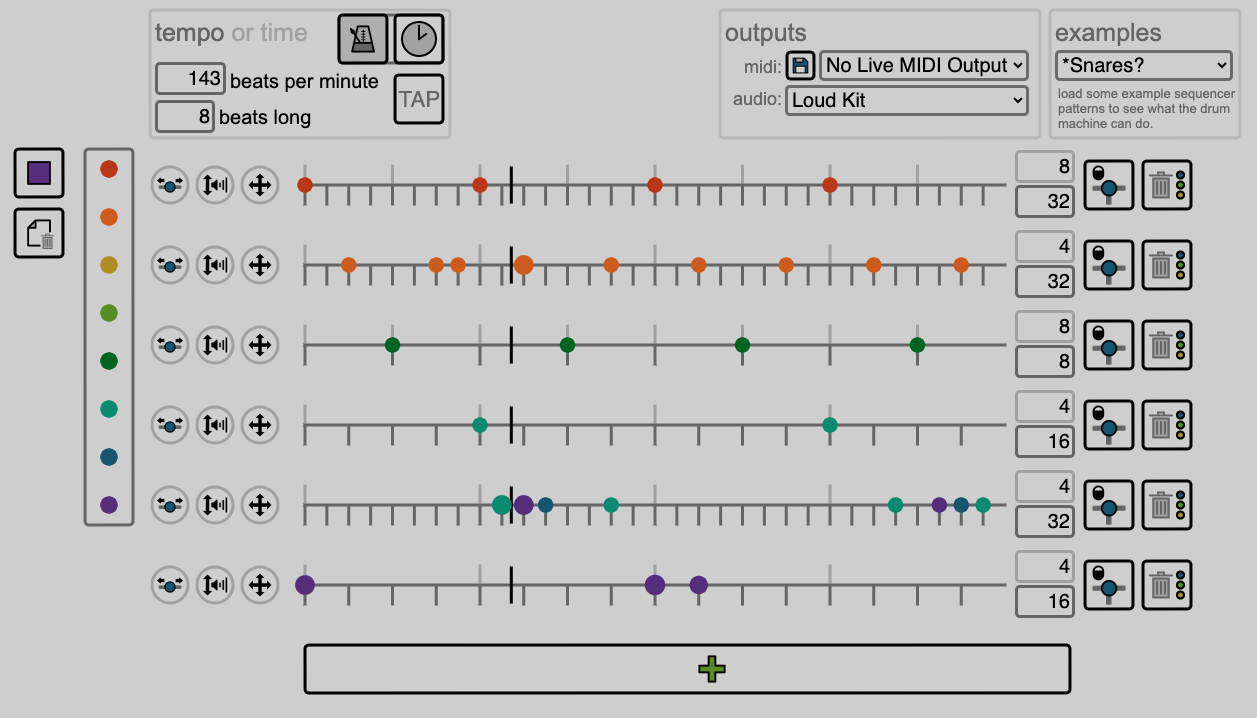 tempo or time
143 beats per minute
TAP
8 beats long
outputs
midi: No Live MIDI Output
audio: Loud Kit
examples
*Snares?
load some example sequencer
patterns to see what the drum
machine can do.
8
32
4
32
8
8
4
16
4
32
4
16